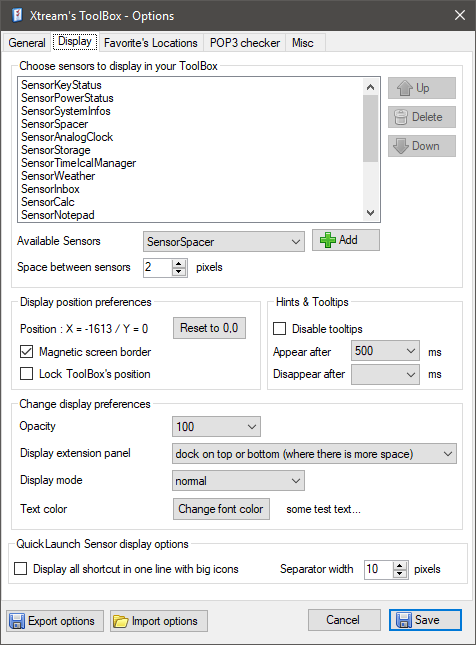 Xtream's ToolBox - Options
General Display Favorite's Locations POP3 checker Misc
Choose sensors to display in your ToolBox
SensorKeyStatus
SensorPowerStatus
SensorSystemInfos
SensorSpacer
SensorAnalogClock
SensorStorage
SensorTimeIcalManager
SensorWeather
SensorInbox
SensorCalc
SensorNotepad
Up
Delete
Down
Available Sensors SensorSpacer Add
Space between sensors 2 pixels
Display position preferences
Position : X = -1613 / Y = 0 Reset to 0,0
Magnetic screen border
Lock ToolBox's position
Hints & Tooltips
Disable tooltips
Appear after 500 ms
Disappear after ms
Change display preferences
Opacity 100
Display extension panel dock on top or bottom (where there is more space)
Display mode normal
Text color Change font color some test text...
QuickLaunch Sensor display options
Display all shortcut in one line with big icons Separator width 10 pixels
Export options Import options Cancel Save